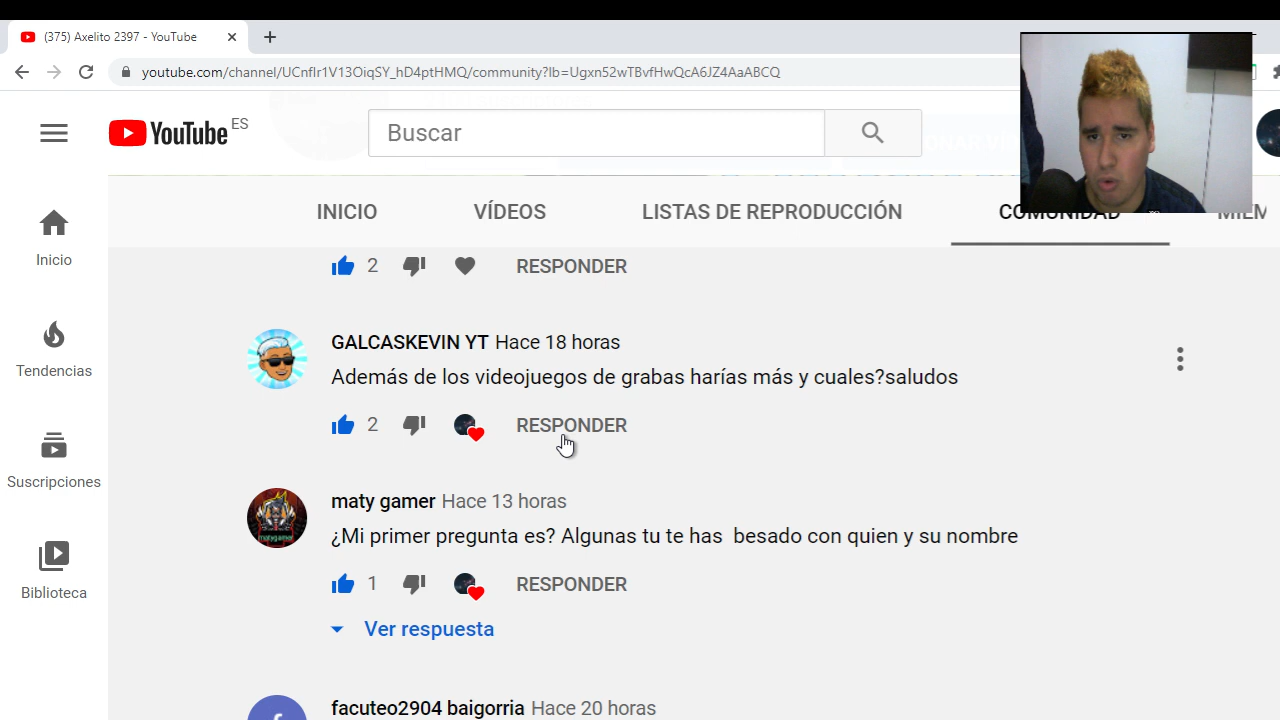 (375) Axelito 2397 - YouTube
youtube.com/channel/UCnfIr1V13OiqSY_hD4ptHMQ/community?lb=Ugxn52wTBvfHwQcA6JZ4AaABCQ
YouTube ES
Buscar
INICIO VÍDEOS LISTAS DE REPRODUCCIÓN COMUNIDAD MIEM
Inicio
Tendencias
Suscripciones
Biblioteca
2 RESPONDER
GALCASKEVIN YT Hace 18 horas
Además de los videojuegos de grabas harías más y cuales?saludos
2 RESPONDER
maty gamer Hace 13 horas
¿Mi primer pregunta es? Algunas tu te has besado con quien y su nombre
1 RESPONDER
Ver respuesta
facuteo2904 baigorria Hace 20 horas